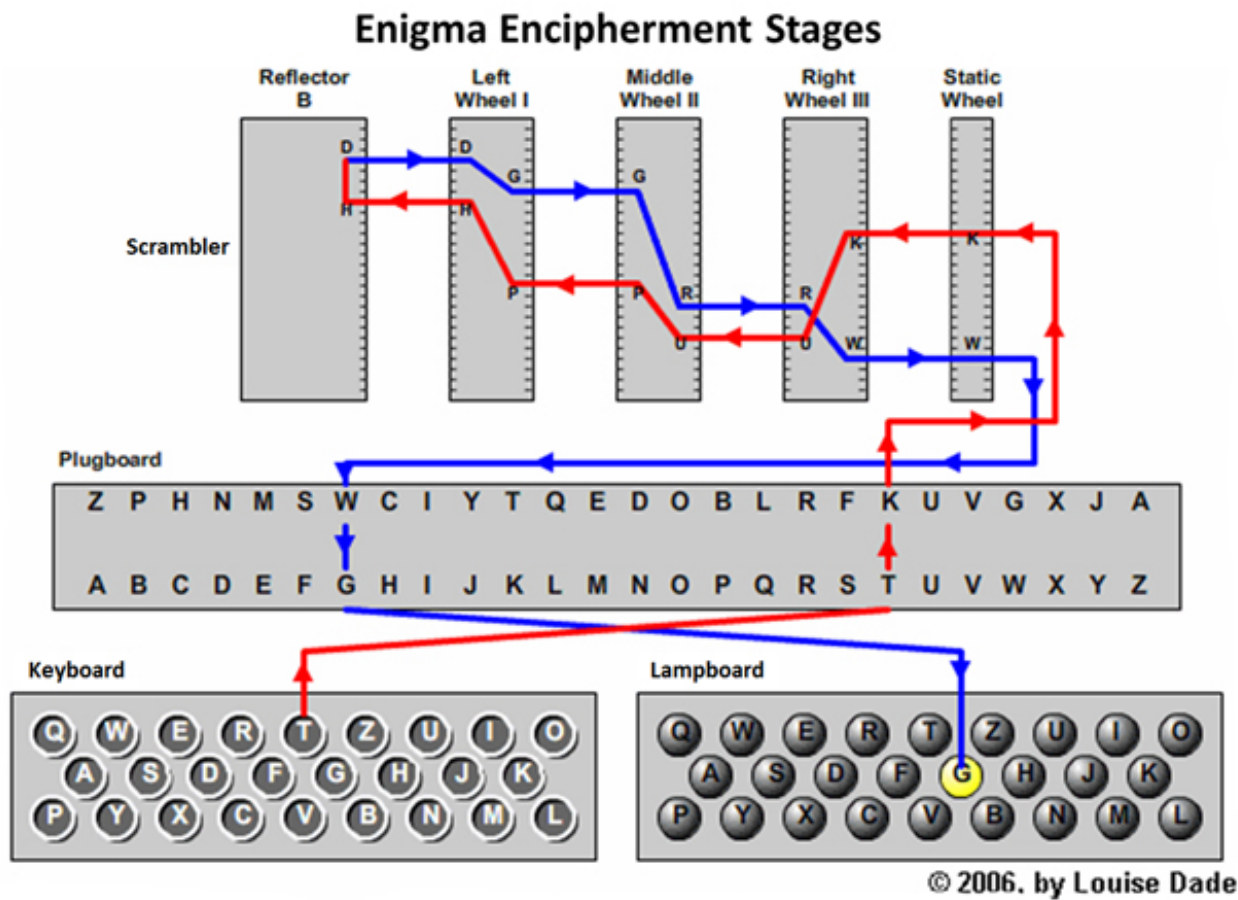 Enigma Encipherment Stages
Reflector B
Left Wheel I
Middle Wheel II
Right Wheel III
Static Wheel
D D G G
H H
Scrambler
K K
P P R R
U U W W
Plugboard
Z P H N M S W C I Y T Q E D O B L R F K U V G X J A
A B C D E F G H I J K L M N O P Q R S T U V W X Y Z
Keyboard
Q W E R T Z U I O
A S D F G H J K
P Y X C V B N M L
Lampboard
Q W E R T Z U I O
A S D F G H J K
P Y X C V B N M L
© 2006. by Louise Dade